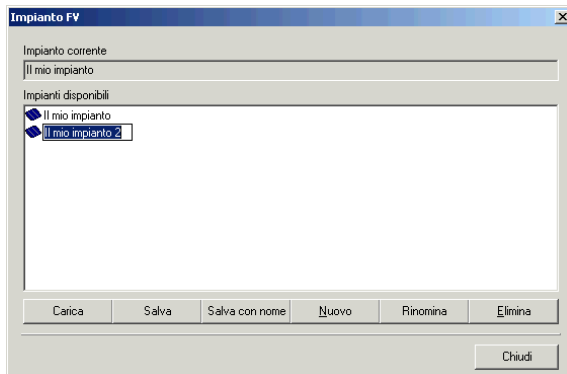 Impianto FV
Impianto corrente
Il mio impianto
Impianti disponibili
Il mio impianto
Il mio impianto 2
Carica Salva Salva con nome Nuovo Rinomina Elimina
Chiudi